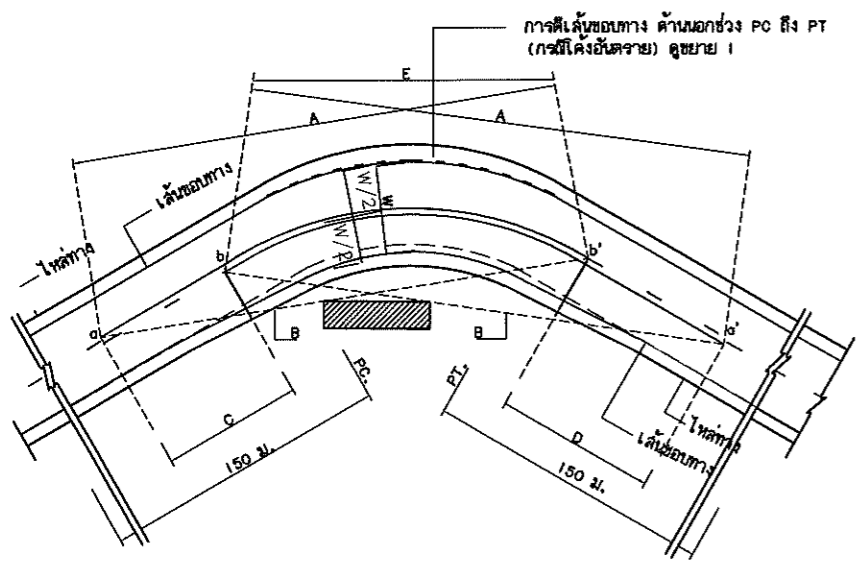 การตีเส้นขอบทาง ด้านนอกช่วง PC ถึง PT
(กรณีโค้งอันตราย) ดูขยาย 1
E
A
A
เส้นขอบทาง
ไหล่ทาง
W/2
W
W/2
b
b'
a
a'
B
B
PC.
PT.
C
D
ไหล่ทาง
เส้นขอบทาง
150 ม.
150 ม.